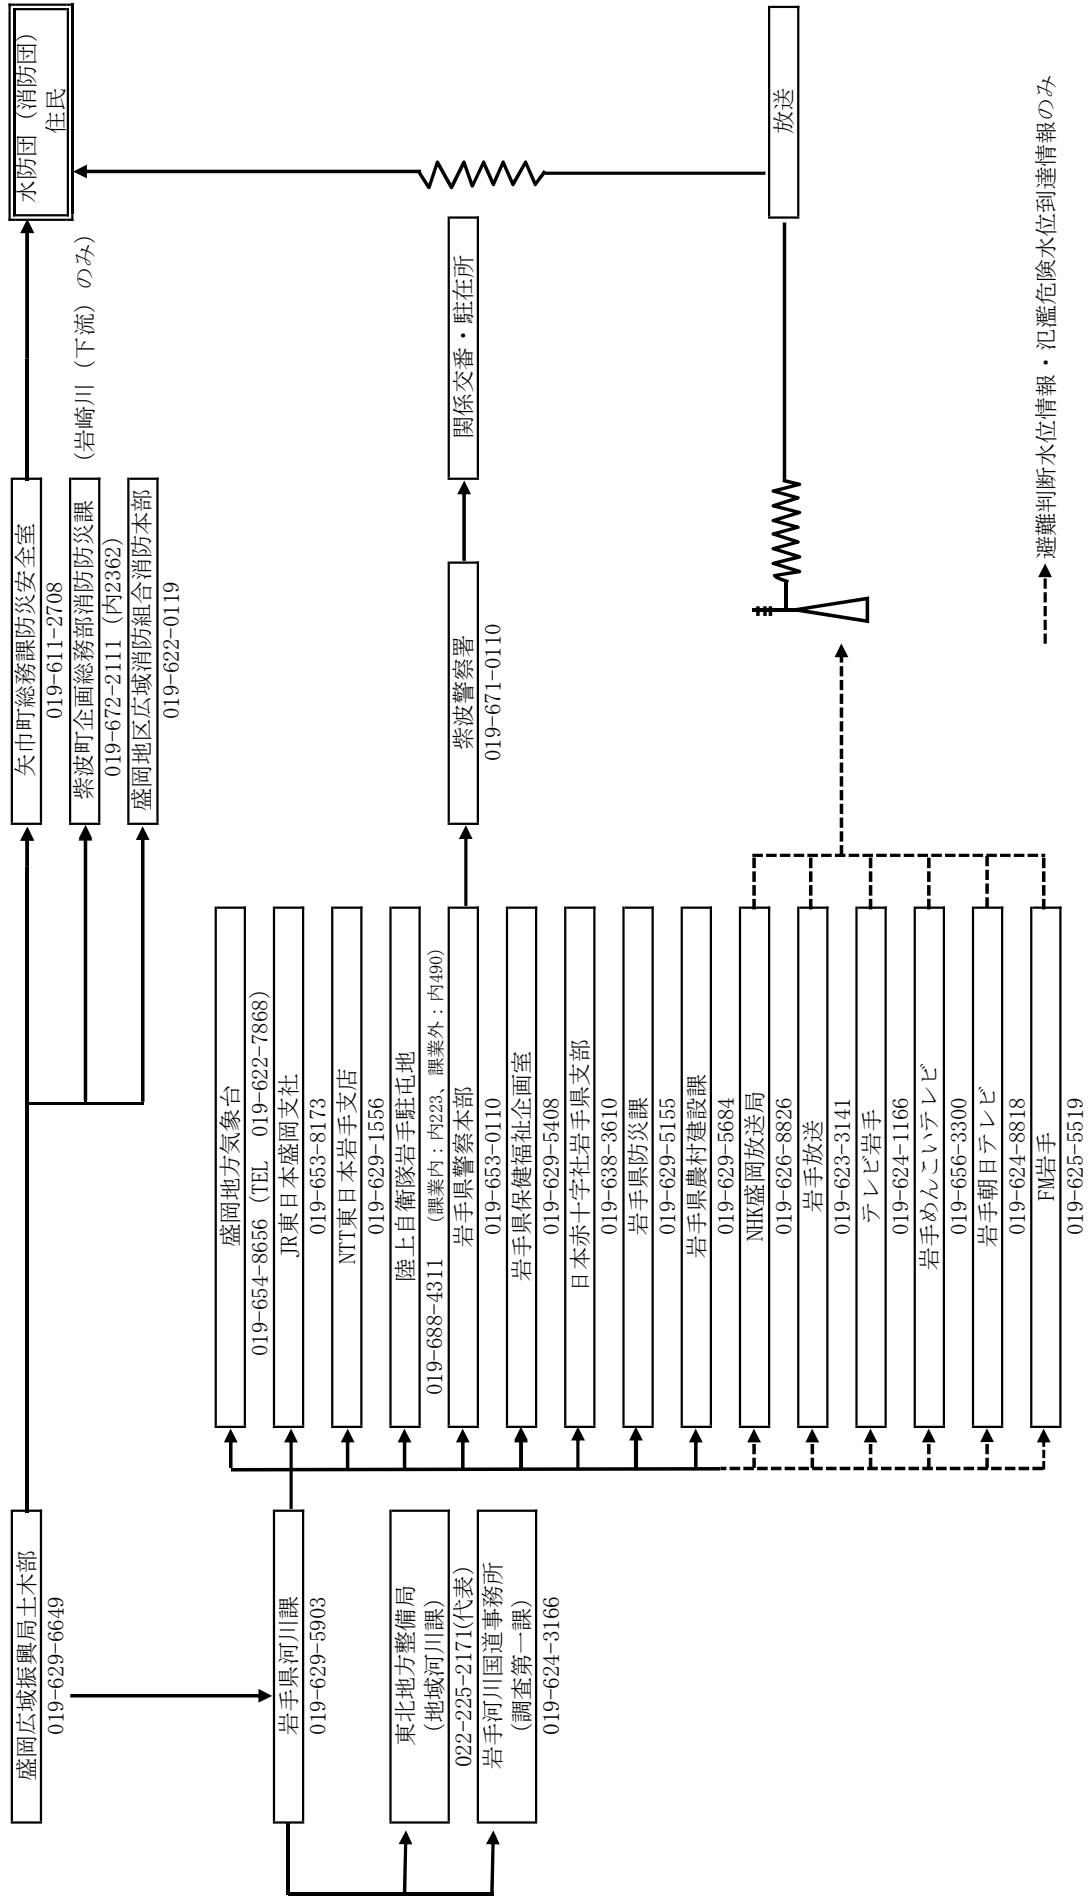 盛岡広域振興局土木部
019-629-6649
矢巾町総務課防災安全室
019-611-2708
水防団（消防団）
住民
紫波町企画総務部消防防災課
（岩崎川（下流）のみ）
019-672-2111（内2362）
盛岡地区広域消防組合消防本部
019-622-0119
岩手県河川課
019-629-5903
東北地方整備局
(地域河川課)
022-225-2171(代表)
岩手河川国道事務所
(調査第一課)
019-624-3166
盛岡地方気象台
019-654-8656（TEL 019-622-7868）
JR東日本盛岡支社
019-653-8173
NTT東日本岩手支店
019-629-1556
陸上自衛隊岩手駐屯地
019-688-4311 （課業内：内223、課業外：内490）
岩手県警察本部
019-653-0110
紫波警察署
019-671-0110
関係交番・駐在所
岩手県保健福祉企画室
019-629-5408
日本赤十字社岩手県支部
019-638-3610
岩手県防災課
019-629-5155
岩手県農村建設課
019-629-5684
NHK盛岡放送局
019-626-8826
岩手放送
019-623-3141
テレビ岩手
019-624-1166
岩手めんこいテレビ
019-656-3300
岩手朝日テレビ
019-624-8818
FM岩手
019-625-5519
放送
避難判断水位情報・氾濫危険水位到達情報のみ